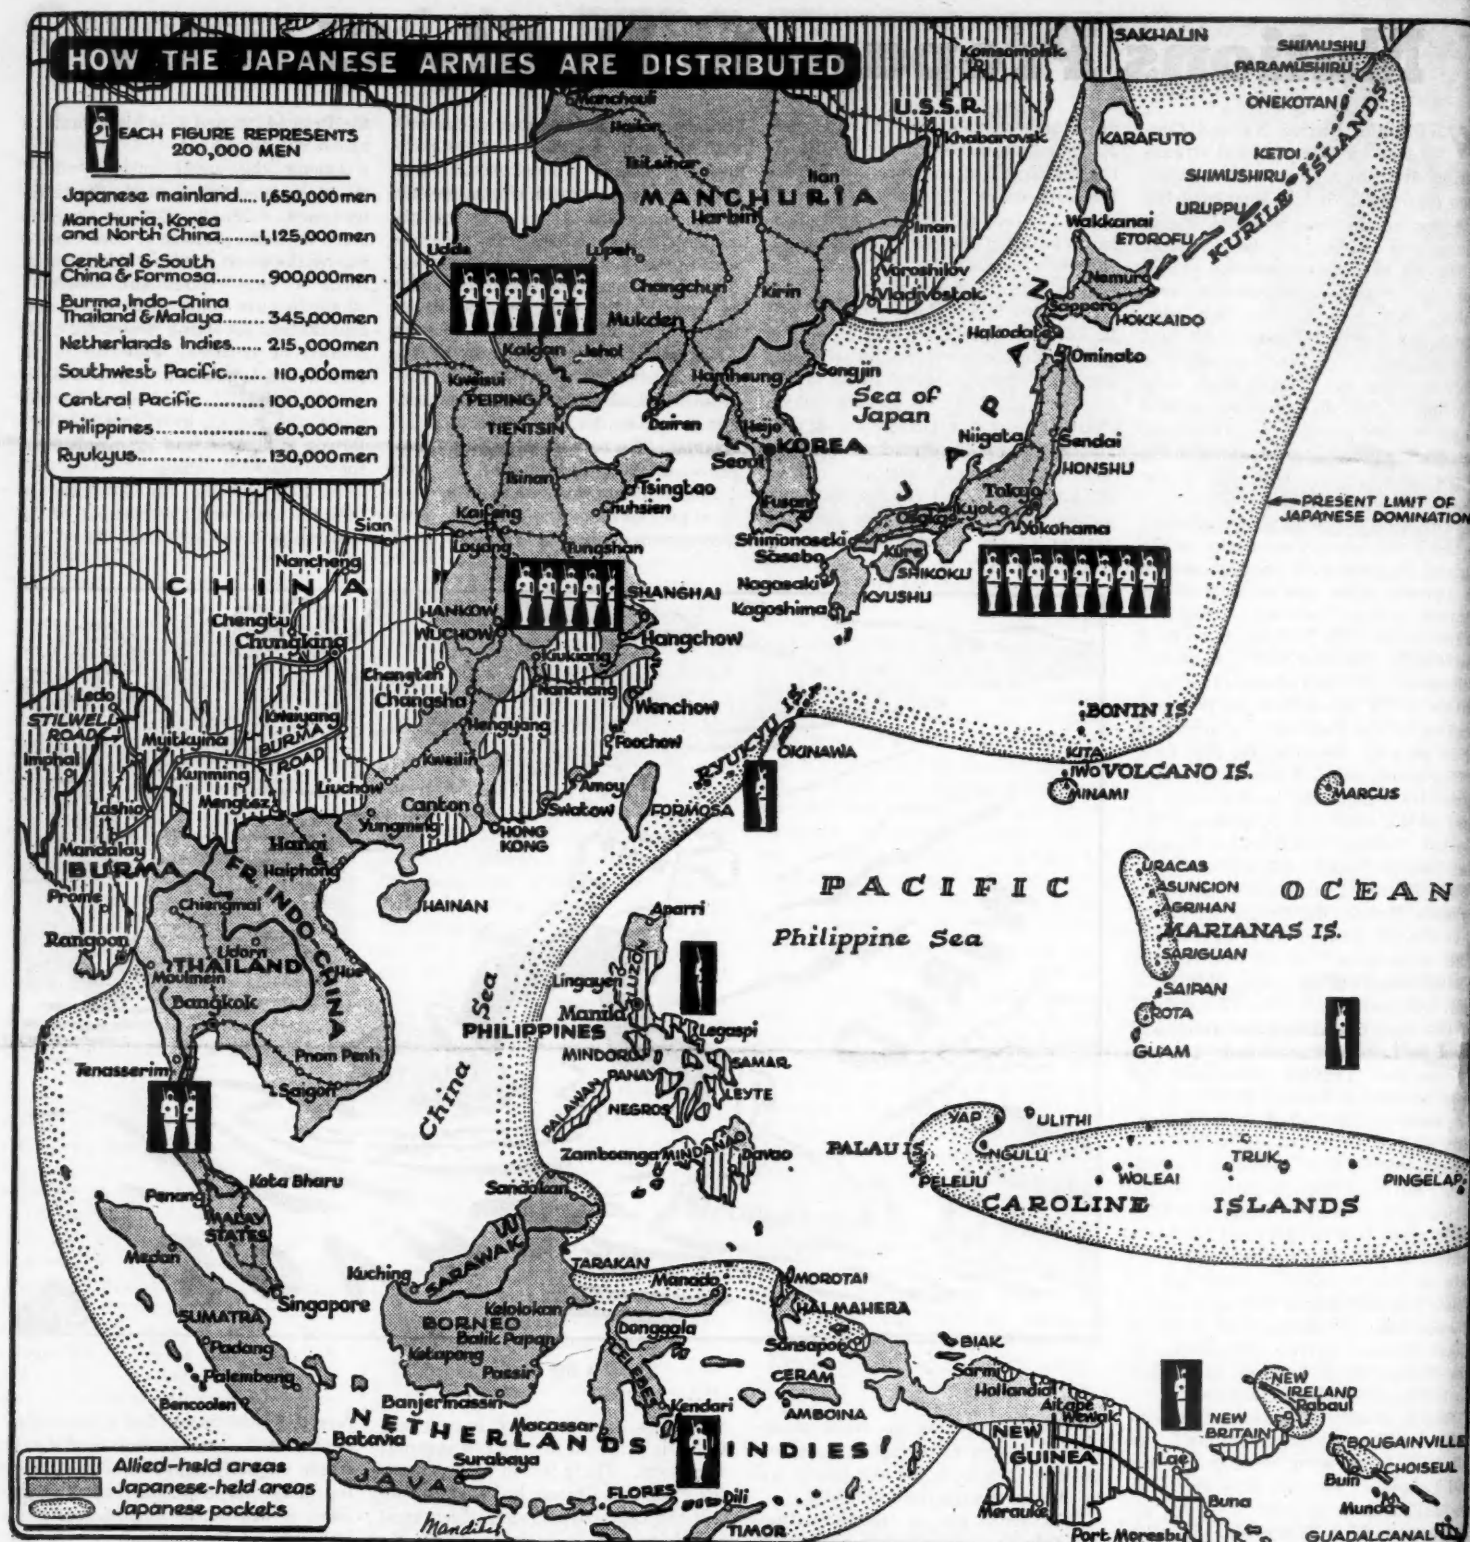 HOW THE JAPANESE ARMIES ARE DISTRIBUTED
EACH FIGURE REPRESENTS
200,000 MEN
Japanese mainland.... 1,650,000 men
Manchuria, Korea
and North China........ 1,125,000 men
Central & South
China & Formosa....... 900,000 men
Burma, Indo-China
Thailand & Malaya....... 345,000 men
Netherlands Indies...... 215,000 men
Southwest Pacific....... 110,000 men
Central Pacific............ 100,000 men
Philippines................ 60,000 men
Ryukyus................... 130,000 men
SAKHALIN
SHIMUSHU
PARAMUSHIRU
Komsomolsk
U.S.S.R.
ONEKOTAN
Manchouli
Hailar
Khabarovsk
KARAFUTO
KETOI
SHIMUSHIRU
KURILE ISLANDS
Tsitsihar
MANCHURIA
Harbin
URUPPU
ETOROFU
Wakkanai
Iman
Udde
Lupeh
Voroshilov
Vladivostok
Nemuro
Changchun
Kirin
Sapporo
HOKKAIDO
Mukden
Hakodate
Ominato
Kalgan
Jehol
Songjin
Hamheung
Sea of
Japan
JAPAN
Kweisui
PEIPING
TIENTSIN
Dairen
Heijo
KOREA
Seoul
Niigata
Sendai
HONSHU
Tsinan
Tsingtao
Chuhsien
Fusan
Tokyo
Kyoto
Osaka
Yokohama
PRESENT LIMIT OF
JAPANESE DOMINATION
Kaifeng
Sian
Loyang
Tungshan
Shimonoseki
Sasebo
Kure
SHIKOKU
Nagasaki
KYUSHU
Kagoshima
Nancheng
CHINA
Chengtu
Chungking
HANKOW
WUCHOW
SHANGHAI
Hangchow
Kiukiang
Changteh
Nanchang
Changsha
Wenchow
Hengyang
Foochow
Ledo
STILWELL
ROAD
Kweiyang
BURMA
ROAD
Myitkyina
Imphal
Kunming
Kweilin
RYUKYU IS.
OKINAWA
BONIN IS.
KITA
IWO
VOLCANO IS.
MINAMI
MARCUS
Lashio
Mengtsz
Liuchow
Canton
Amoy
Swatow
FORMOSA
Yungming
HONG
KONG
Mandalay
BURMA
Hanoi
Haiphong
FR. INDO-CHINA
HAINAN
Prome
Chiengmai
Rangoon
Udorn
THAILAND
Moulmein
Hue
Bangkok
Pnom Penh
Tenasserim
Saigon
PACIFIC OCEAN
Philippine Sea
URACAS
ASUNCION
AGRIHAN
MARIANAS IS.
SARIGUAN
SAIPAN
ROTA
GUAM
Aparri
LUZON
Lingayen
Manila
PHILIPPINES
Legaspi
MINDORO
SAMAR
PANAY
LEYTE
PALAWAN
NEGROS
China Sea
Zamboanga
MINDANAO
Davao
YAP
ULITHI
PALAU IS.
NGULU
PELELIU
WOLEAI
TRUK
PINGELAP
CAROLINE ISLANDS
Kota Bharu
Penang
MALAY
STATES
Medan
Sandakan
SARAWAK
Kuching
Singapore
TARAKAN
Manado
MOROTAI
HALMAHERA
SUMATRA
Padang
Palembang
Bencoolen
BORNEO
Kelolokan
Balik Papan
Ketapang
Passir
Banjermassin
Donggala
CELEBES
Macassar
Kendari
Sansapor
CERAM
AMBOINA
BIAK
Sarmi
Hollandia
Aitape
Wewak
NEW
GUINEA
NEW
IRELAND
Rabaul
NEW
BRITAIN
BOUGAINVILLE
CHOISEUL
Buin
Munda
GUADALCANAL
NETHERLANDS INDIES
Batavia
Surabaya
JAVA
FLORES
Dili
TIMOR
Merauke
Lae
Buna
Port Moresby
Allied-held areas
Japanese-held areas
Japanese pockets